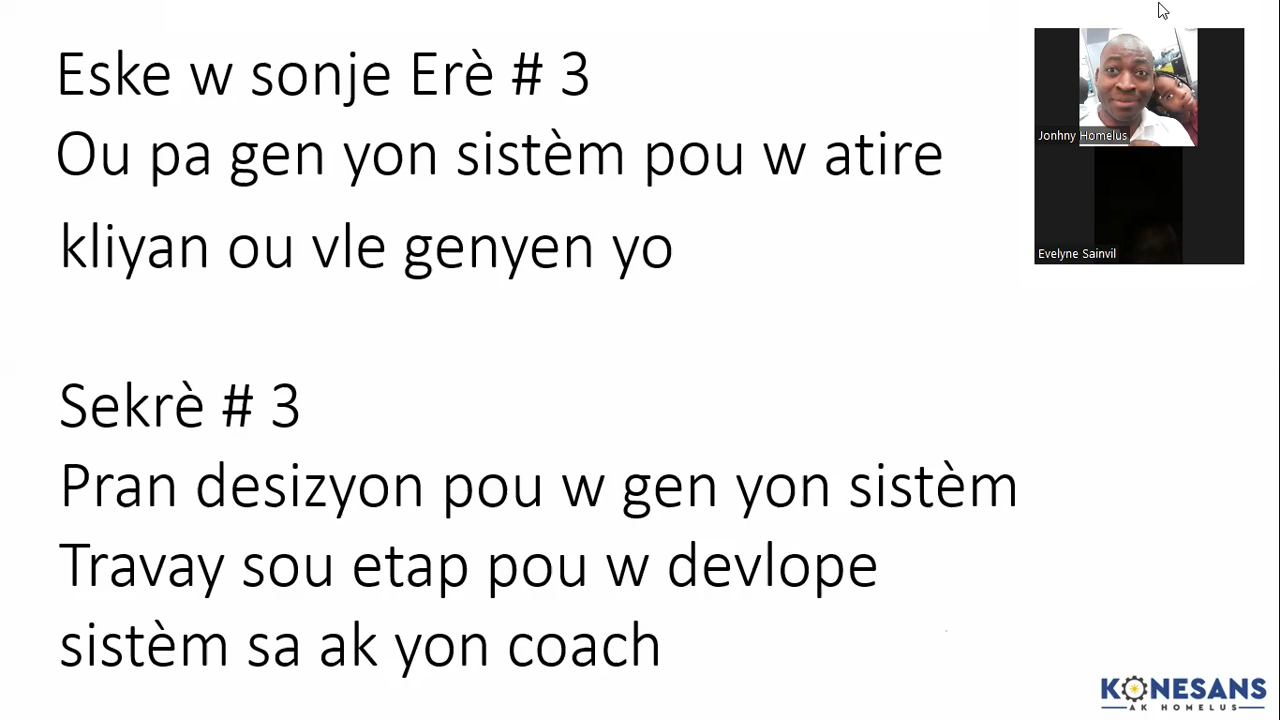 Eske w sonje Erè # 3
Ou pa gen yon sistèm pou w atire
kliyan ou vle genyen yo
Sekrè # 3
Pran desizyon pou w gen yon sistèm
Travay sou etap pou w devlope
sistèm sa ak yon coach
Jonhny Homelus
Evelyne Sainvil
KONESANS
AK HOMELUS